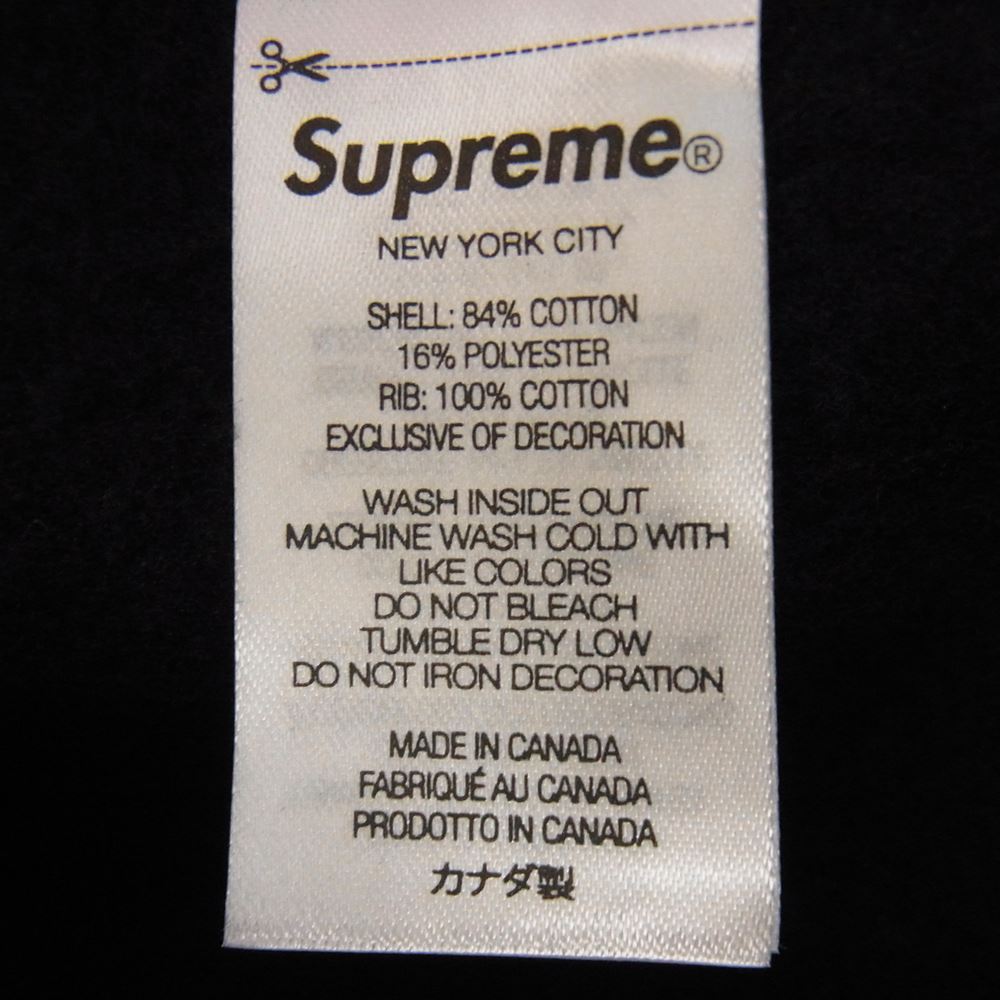 Supreme®
NEW YORK CITY
SHELL: 84% COTTON
16% POLYESTER
RIB: 100% COTTON
EXCLUSIVE OF DECORATION
WASH INSIDE OUT
MACHINE WASH COLD WITH
LIKE COLORS
DO NOT BLEACH
TUMBLE DRY LOW
DO NOT IRON DECORATION
MADE IN CANADA
FABRIQUÉ AU CANADA
PRODOTTO IN CANADA
カナダ製